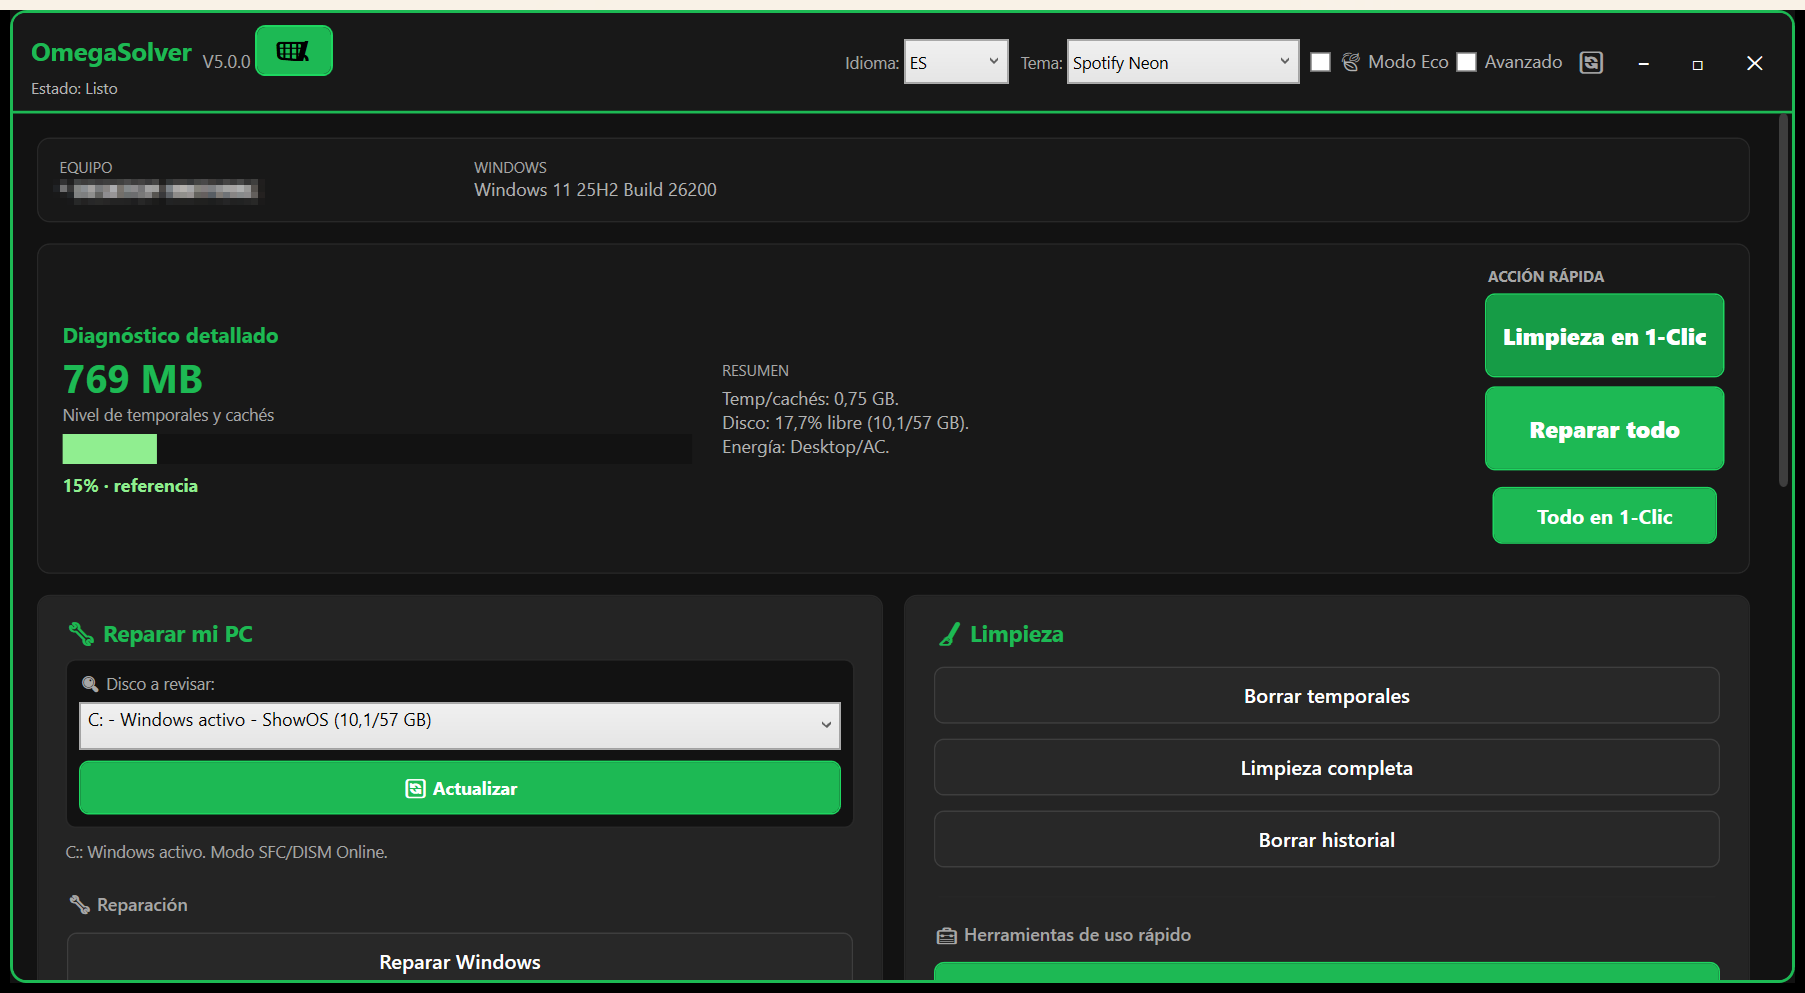 OmegaSolver V5.0.0
Estado: Listo
Idioma: ES Tema: Spotify Neon Modo Eco Avanzado
EQUIPO
WINDOWS
Windows 11 25H2 Build 26200
Diagnóstico detallado
769 MB
Nivel de temporales y cachés
15% · referencia
RESUMEN
Temp/cachés: 0,75 GB.
Disco: 17,7% libre (10,1/57 GB).
Energía: Desktop/AC.
ACCIÓN RÁPIDA
Limpieza en 1-Clic
Reparar todo
Todo en 1-Clic
Reparar mi PC
Disco a revisar:
C: - Windows activo - ShowOS (10,1/57 GB)
Actualizar
C:: Windows activo. Modo SFC/DISM Online.
Reparación
Reparar Windows
Limpieza
Borrar temporales
Limpieza completa
Borrar historial
Herramientas de uso rápido